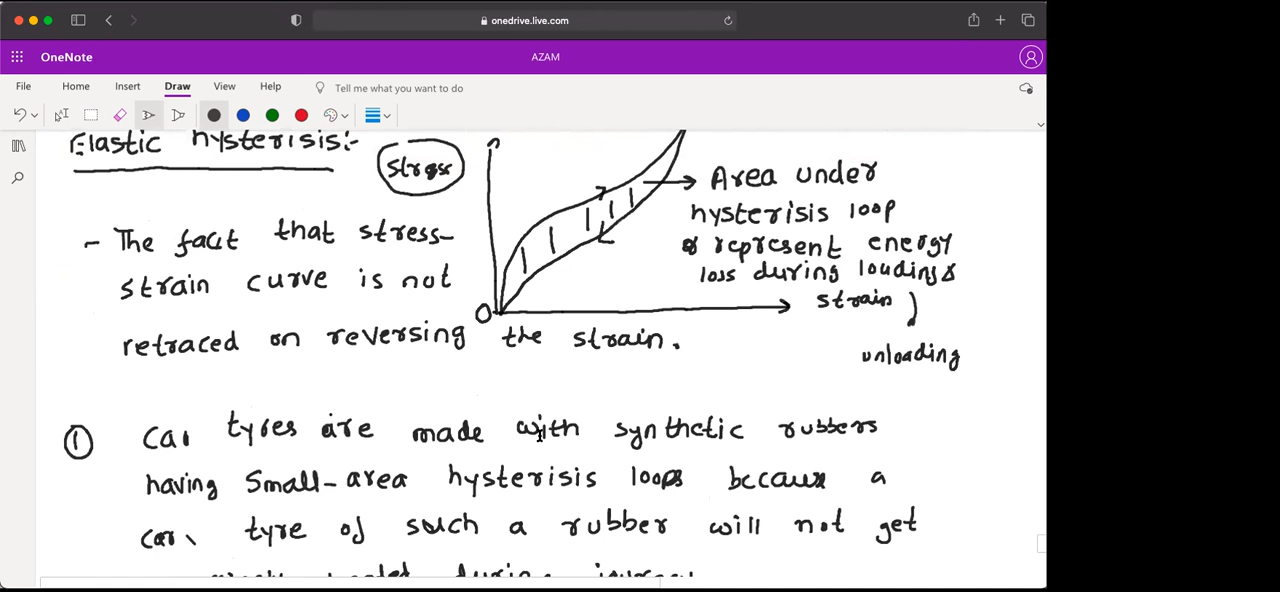 onedrive.live.com
OneNote
AZAM
File Home Insert Draw View Help Tell me what you want to do
Elastic hysterisis:-
stress
→ Area under
hysterisis loop
represent energy
loss during loading &
strain
unloading
O
- The fact that stress-
strain curve is not
retraced on reversing the strain.
① Car tyres are made with synthetic rubbers
having small-area hysterisis loops because a
car tyre of such a rubber will not get
during journey